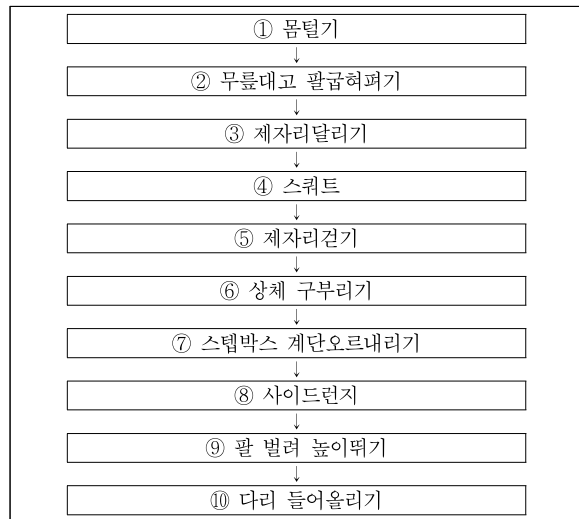 ① 몸털기
↓
② 무릎대고 팔굽혀펴기
↓
③ 제자리달리기
↓
④ 스쿼트
↓
⑤ 제자리걷기
↓
⑥ 상체 구부리기
↓
⑦ 스텝박스 계단오르내리기
↓
⑧ 사이드런지
↓
⑨ 팔 벌려 높이뛰기
↓
⑩ 다리 들어올리기